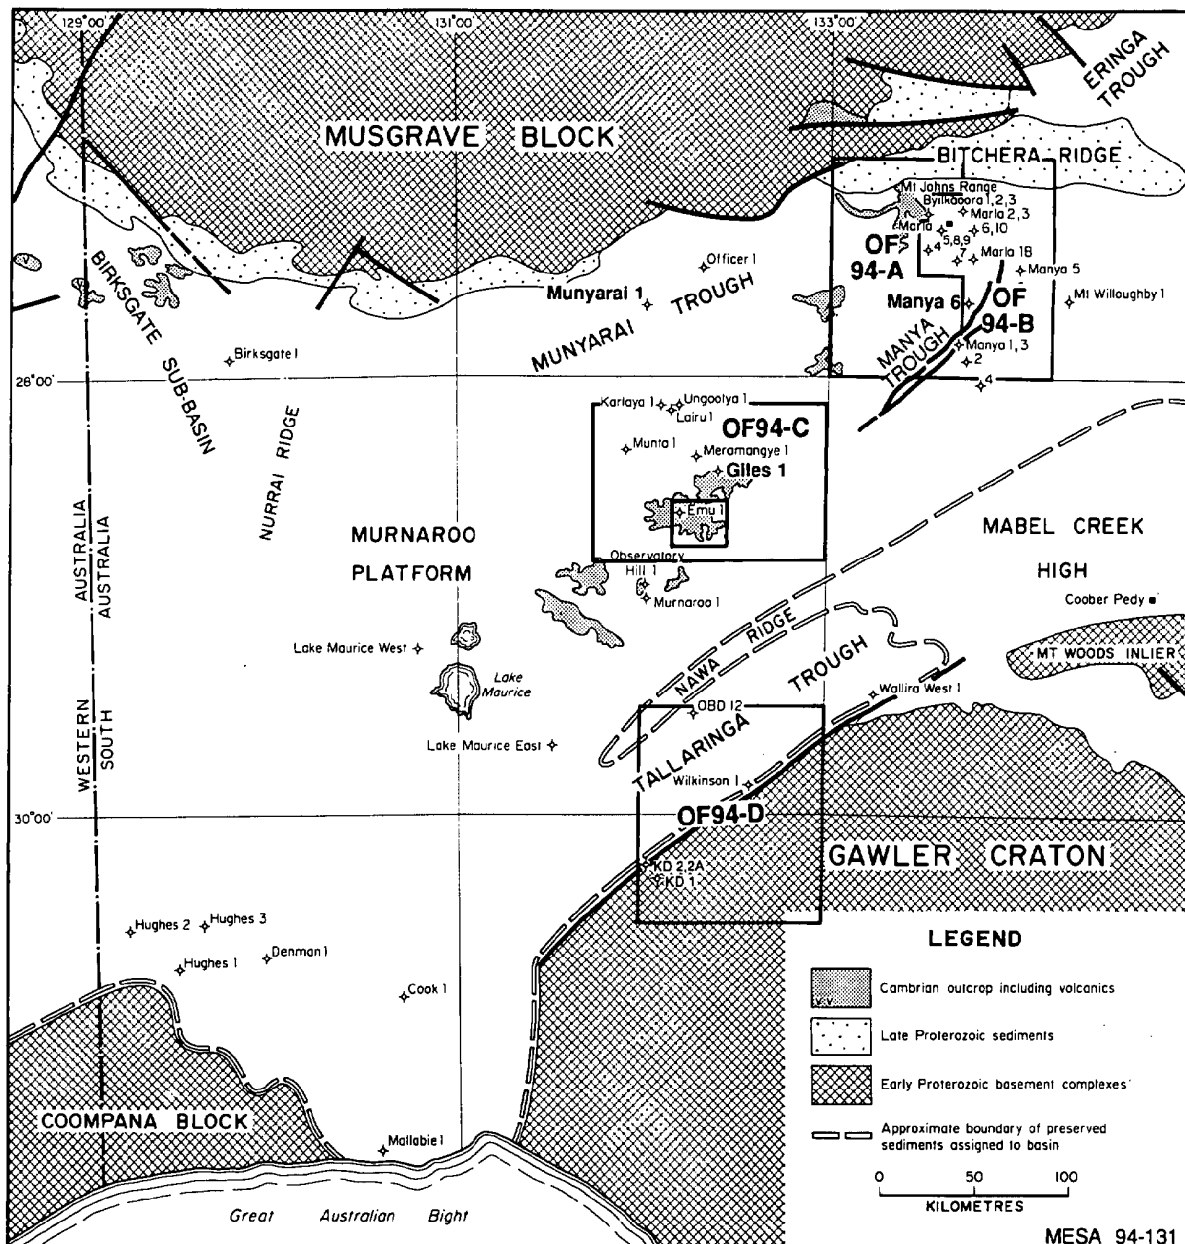 129°00'
131°00'
133°00'
ERINGA
TROUGH
MUSGRAVE BLOCK
BITCHERA RIDGE
Mt Johns Range
Byilkaoora 1,2,3
Marla 2,3
Marla
6,10
5,8,9
4
7
Marla 1B
OF
94-A
Manya 5
Officer 1
Munyarai 1
MUNYARAI TROUGH
Manya 6
OF
94-B
Mt Willoughby 1
BIRKSGATE
SUB-BASIN
Birksgate 1
MANYA
TROUGH
Manya 1,3
2
4
28°00'
Karlaya 1
Ungoolya 1
Lairu 1
OF94-C
Munta 1
Meramangye 1
Giles 1
Emu 1
NURRAI RIDGE
MURNAROO
PLATFORM
MABEL CREEK
HIGH
Observatory
Hill 1
Murnaroo 1
Coober Pedy
WESTERN AUSTRALIA
SOUTH AUSTRALIA
NAWA RIDGE
MT WOODS INLIER
Lake Maurice West
Lake
Maurice
TALLARINGA TROUGH
Wallira West 1
OBD 12
Lake Maurice East
Wilkinson 1
30°00'
OF94-D
GAWLER CRATON
KD 2,2A
KD 1
Hughes 2
Hughes 3
Hughes 1
Denman 1
Cook 1
LEGEND
v v
Cambrian outcrop including volcanics
Late Proterozoic sediments
Early Proterozoic basement complexes
Approximate boundary of preserved
sediments assigned to basin
COOMPANA BLOCK
Mallabie 1
0 50 100
KILOMETRES
Great Australian Bight
MESA 94-131